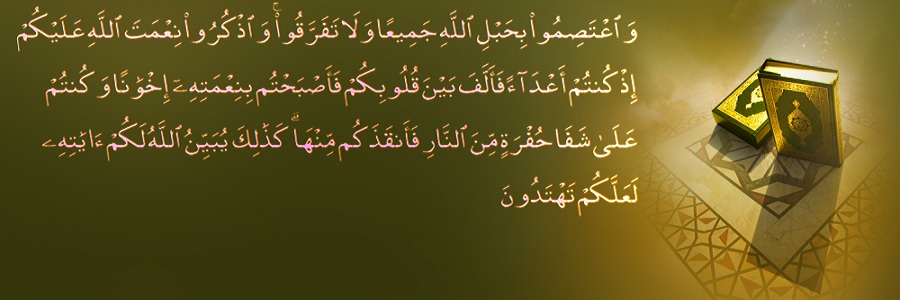 وَٱعْتَصِمُوا۟ بِحَبْلِ ٱللَّهِ جَمِيعًا وَلَا تَفَرَّقُوا۟ ۚ وَٱذْكُرُوا۟ نِعْمَتَ ٱللَّهِ عَلَيْكُمْ
إِذْ كُنتُمْ أَعْدَآءً فَأَلَّفَ بَيْنَ قُلُوبِكُمْ فَأَصْبَحْتُم بِنِعْمَتِهِۦٓ إِخْوَٰنًا وَكُنتُمْ
عَلَىٰ شَفَا حُفْرَةٍ مِّنَ ٱلنَّارِ فَأَنقَذَكُم مِّنْهَا ۗ كَذَٰلِكَ يُبَيِّنُ ٱللَّهُ لَكُمْ ءَايَٰتِهِۦ
لَعَلَّكُمْ تَهْتَدُونَ